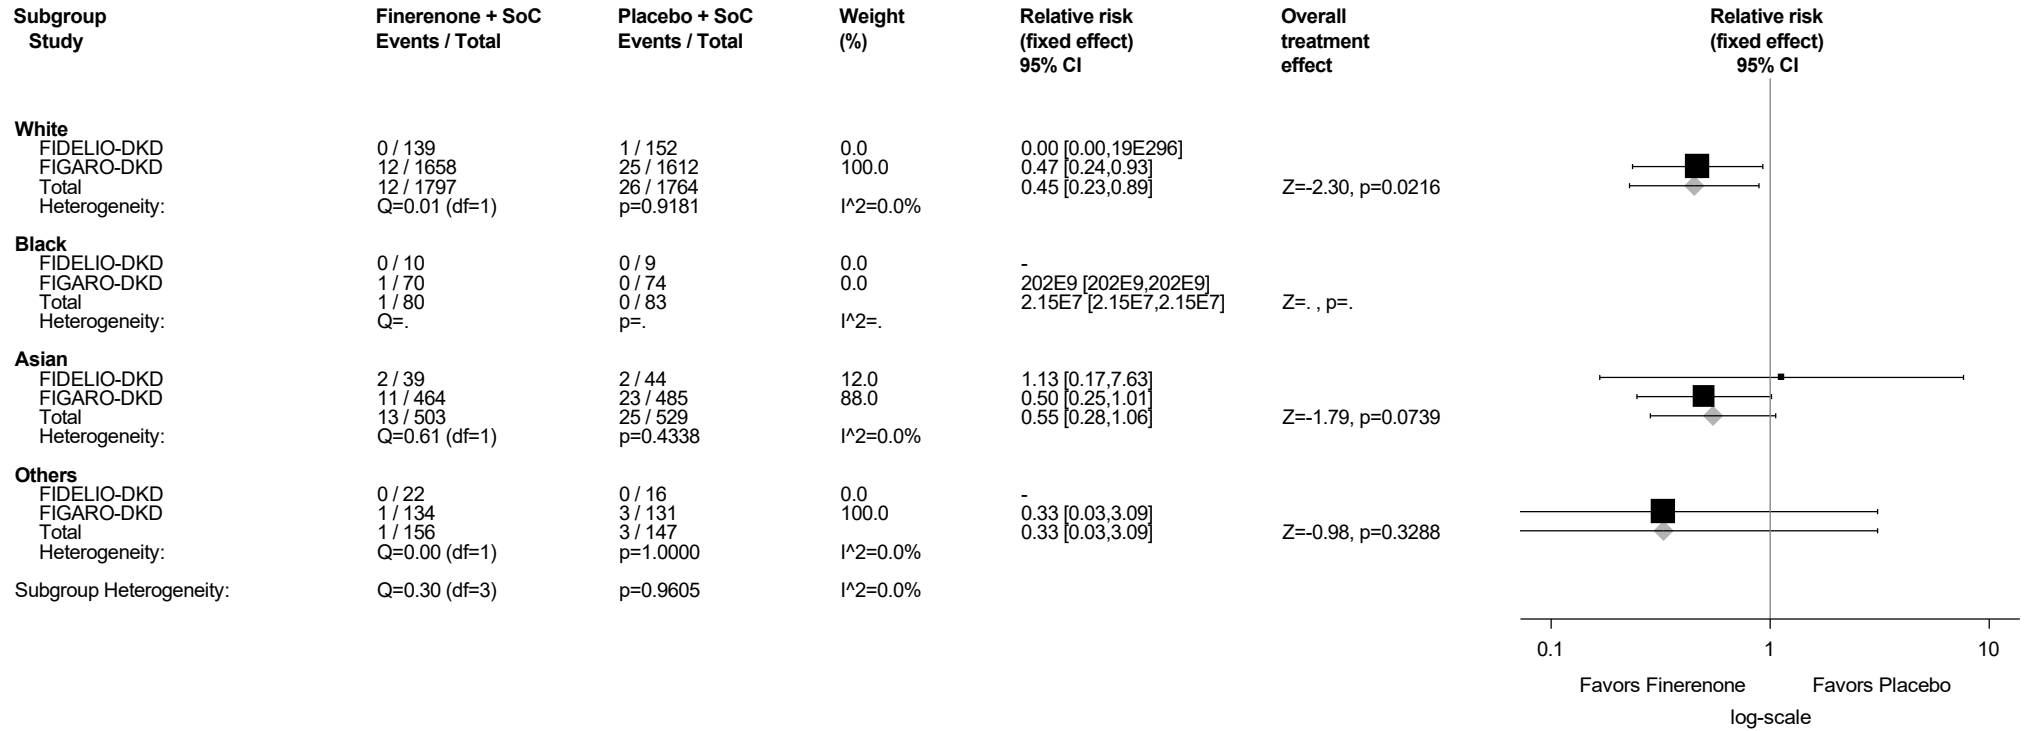 Subgroup Finerenone + SoC Placebo + SoC Weight Relative risk Overall Relative risk
Study Events / Total Events / Total (%) (fixed effect) treatment (fixed effect)
95% CI effect 95% CI
White
FIDELIO-DKD 0 / 139 1 / 152 0.0 0.00 [0.00,19E296]
FIGARO-DKD 12 / 1658 25 / 1612 100.0 0.47 [0.24,0.93]
Total 12 / 1797 26 / 1764 0.45 [0.23,0.89] Z=-2.30, p=0.0216
Heterogeneity: Q=0.01 (df=1) p=0.9181 I^2=0.0%
Black
FIDELIO-DKD 0 / 10 0 / 9 0.0 -
FIGARO-DKD 1 / 70 0 / 74 0.0 202E9 [202E9,202E9]
Total 1 / 80 0 / 83 2.15E7 [2.15E7,2.15E7] Z=. , p=.
Heterogeneity: Q=. p=. I^2=.
Asian
FIDELIO-DKD 2 / 39 2 / 44 12.0 1.13 [0.17,7.63]
FIGARO-DKD 11 / 464 23 / 485 88.0 0.50 [0.25,1.01]
Total 13 / 503 25 / 529 0.55 [0.28,1.06] Z=-1.79, p=0.0739
Heterogeneity: Q=0.61 (df=1) p=0.4338 I^2=0.0%
Others
FIDELIO-DKD 0 / 22 0 / 16 0.0 -
FIGARO-DKD 1 / 134 3 / 131 100.0 0.33 [0.03,3.09]
Total 1 / 156 3 / 147 0.33 [0.03,3.09] Z=-0.98, p=0.3288
Heterogeneity: Q=0.00 (df=1) p=1.0000 I^2=0.0%
Subgroup Heterogeneity: Q=0.30 (df=3) p=0.9605 I^2=0.0%
0.1 1 10
Favors Finerenone Favors Placebo
log-scale